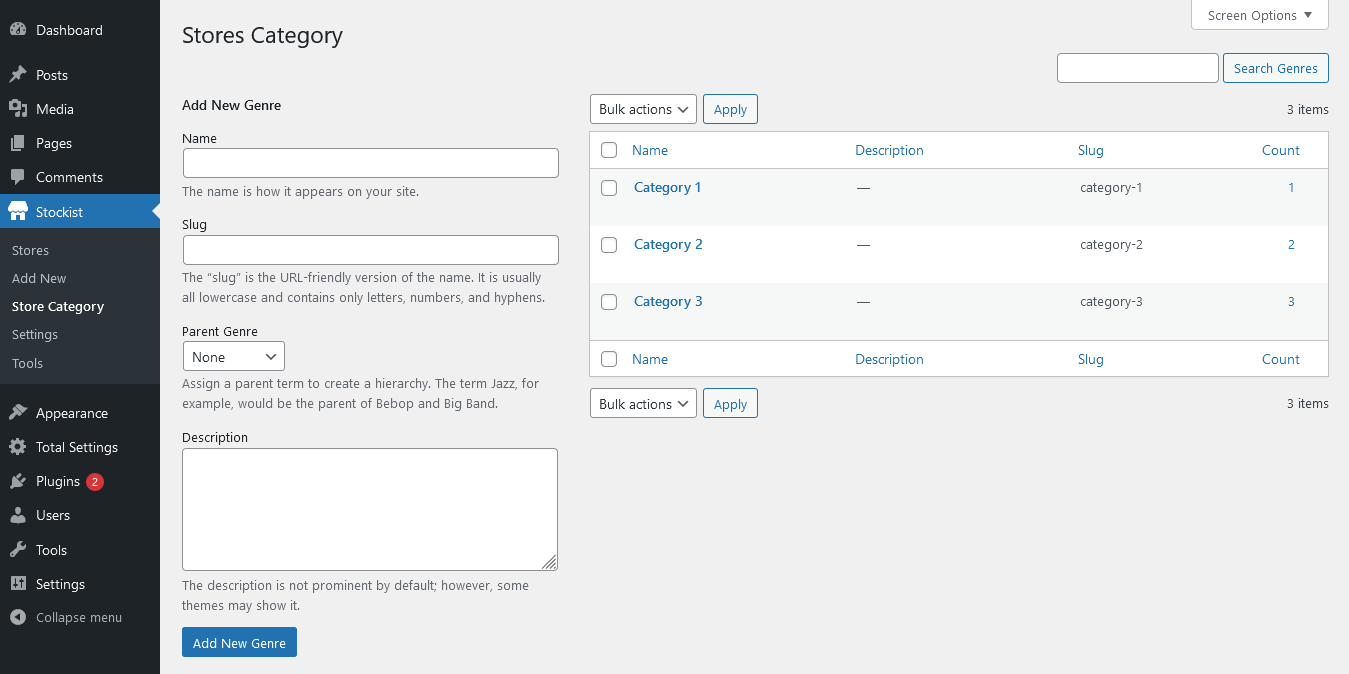 Dashboard
Posts
Media
Pages
Comments
Stockist
Stores
Add New
Store Category
Settings
Tools
Appearance
Total Settings
Plugins 2
Users
Tools
Settings
Collapse menu
Screen Options
Stores Category
Search Genres
Add New Genre
Name
The name is how it appears on your site.
Slug
The “slug” is the URL-friendly version of the name. It is usually
all lowercase and contains only letters, numbers, and hyphens.
Parent Genre
None
Assign a parent term to create a hierarchy. The term Jazz, for
example, would be the parent of Bebop and Big Band.
Description
The description is not prominent by default; however, some
themes may show it.
Add New Genre
Bulk actions Apply 3 items
Name Description Slug Count
Category 1 — category-1 1
Category 2 — category-2 2
Category 3 — category-3 3
Name Description Slug Count
Bulk actions Apply 3 items